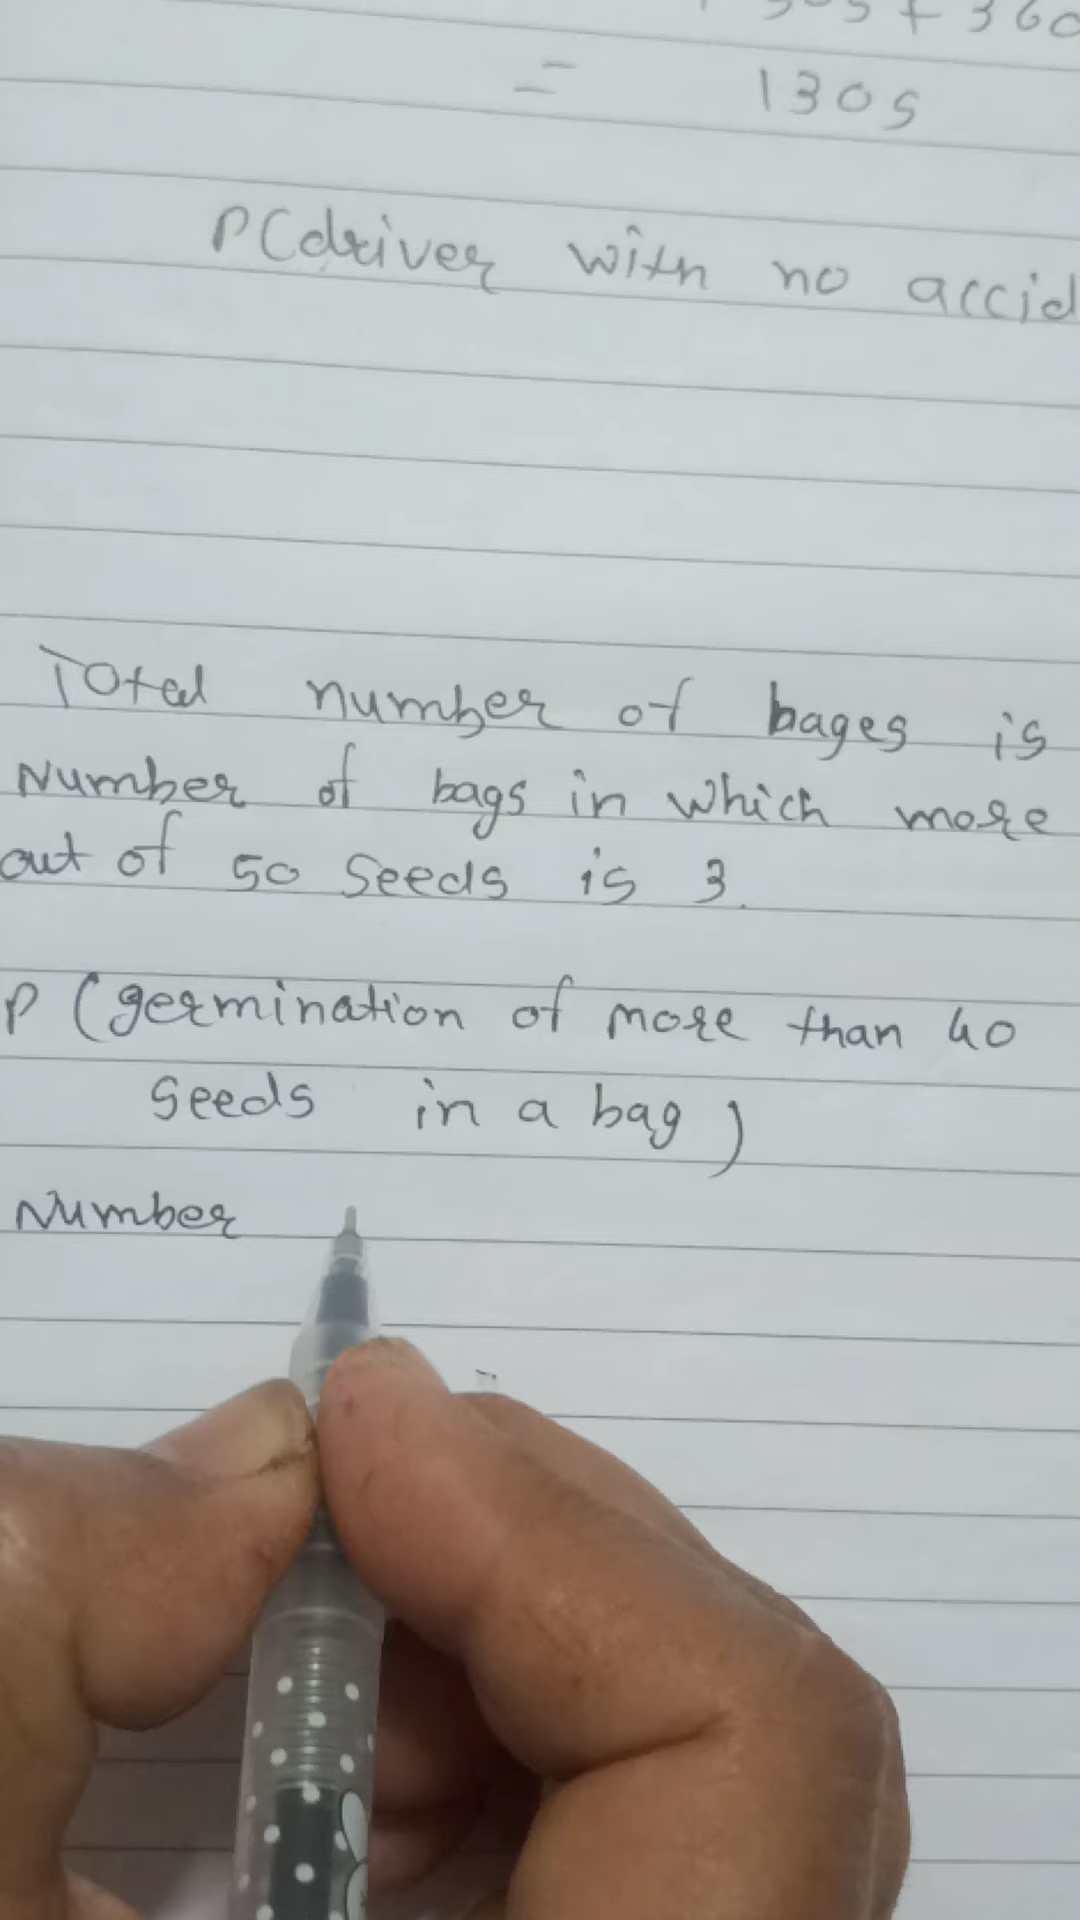 + 360
= 1305
P(driver with no accid
Total number of bages is
Number of bags in which more
out of 50 seeds is 3.
P (germination of more than 40
seeds in a bag)
Number